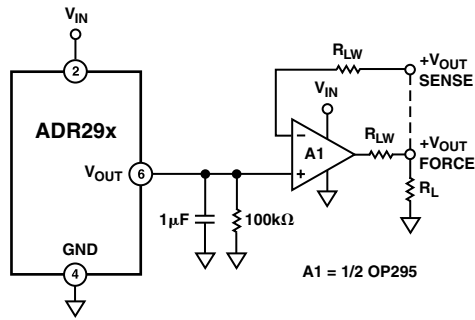 V_IN
2
ADR29x
V_OUT 6
GND
4
1μF
100kΩ
V_IN
A1
−
+
R_LW
R_LW
+V_OUT
SENSE
+V_OUT
FORCE
R_L
A1 = 1/2 OP295